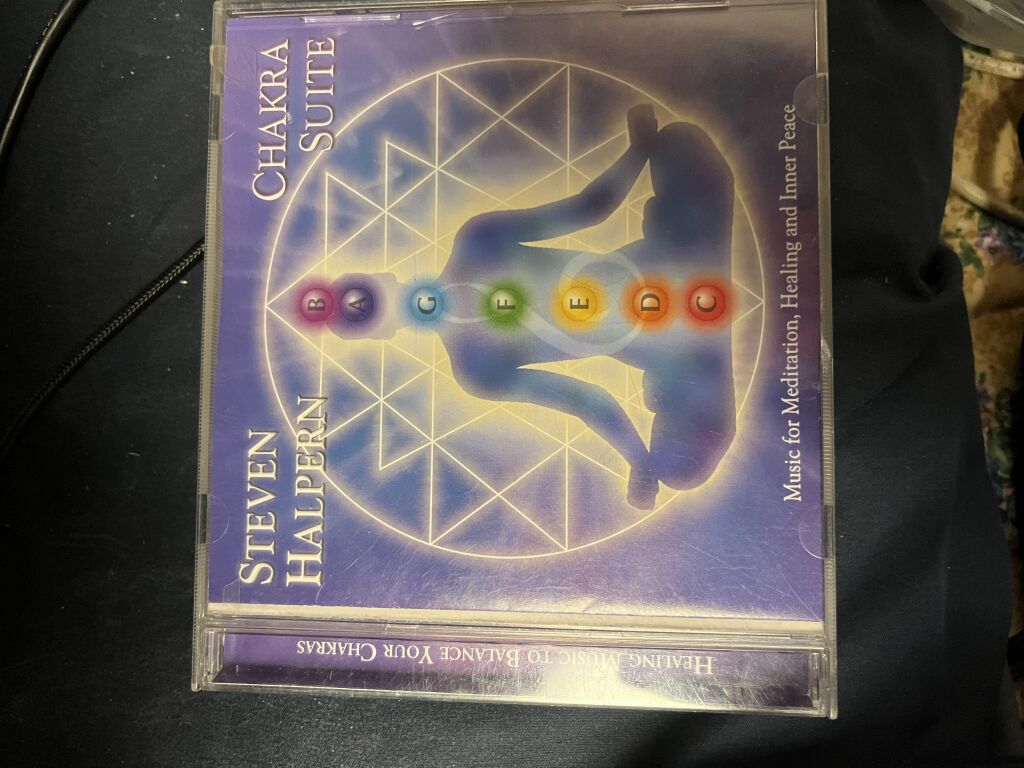 STEVEN
HALPERN
CHAKRA
SUITE
B
A
G
F
E
D
C
Music for Meditation, Healing and Inner Peace
HEALING MUSIC TO BALANCE YOUR CHAKRAS